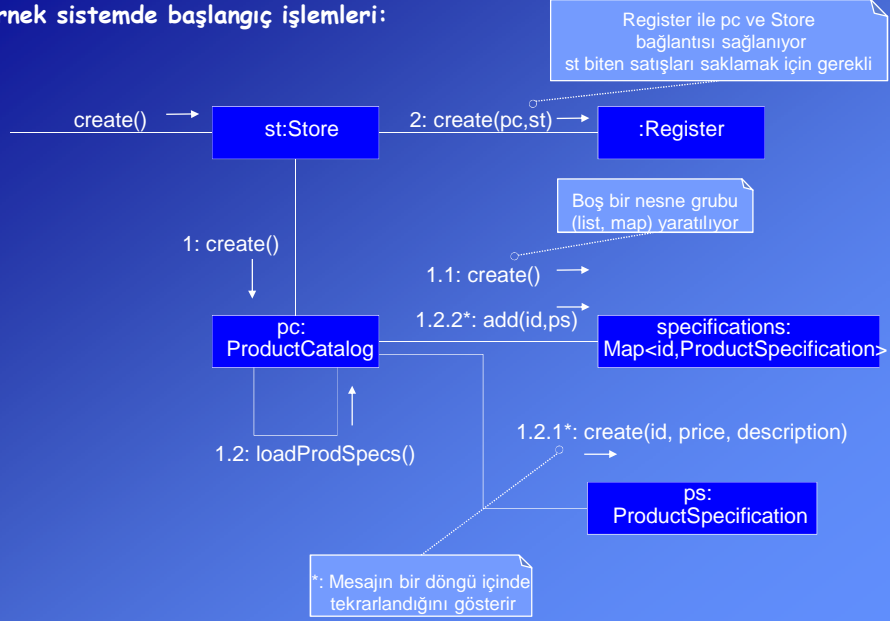 rnek sistemde başlangıç işlemleri:
Register ile pc ve Store
bağlantısı sağlanıyor
st biten satışları saklamak için gerekli
create()
st:Store
2: create(pc,st)
:Register
Boş bir nesne grubu
(list, map) yaratılıyor
1: create()
1.1: create()
1.2.2*: add(id,ps)
pc:
ProductCatalog
specifications:
Map<id,ProductSpecification>
1.2: loadProdSpecs()
1.2.1*: create(id, price, description)
ps:
ProductSpecification
*: Mesajın bir döngü içinde
tekrarlandığını gösterir